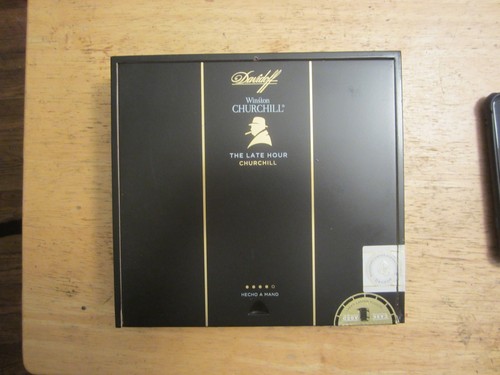 Davidoff
Winston
CHURCHILL®
THE LATE HOUR
CHURCHILL
HECHO A MANO